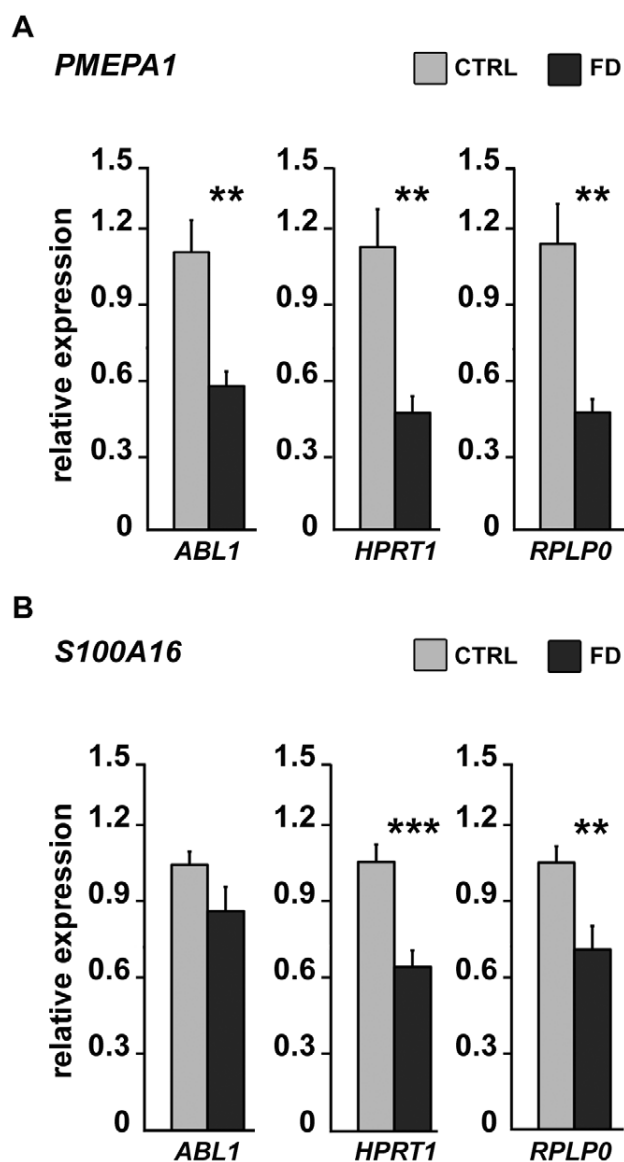 A
PMEPA1 CTRL FD
relative expression
1.5 1.5 1.5
** ** **
1.2 1.2 1.2
0.9 0.9 0.9
0.6 0.6 0.6
0.3 0.3 0.3
0 0 0
ABL1 HPRT1 RPLP0
B
S100A16 CTRL FD
relative expression
1.5 1.5 1.5
1.2 1.2 1.2
*** **
0.9 0.9 0.9
0.6 0.6 0.6
0.3 0.3 0.3
0 0 0
ABL1 HPRT1 RPLP0